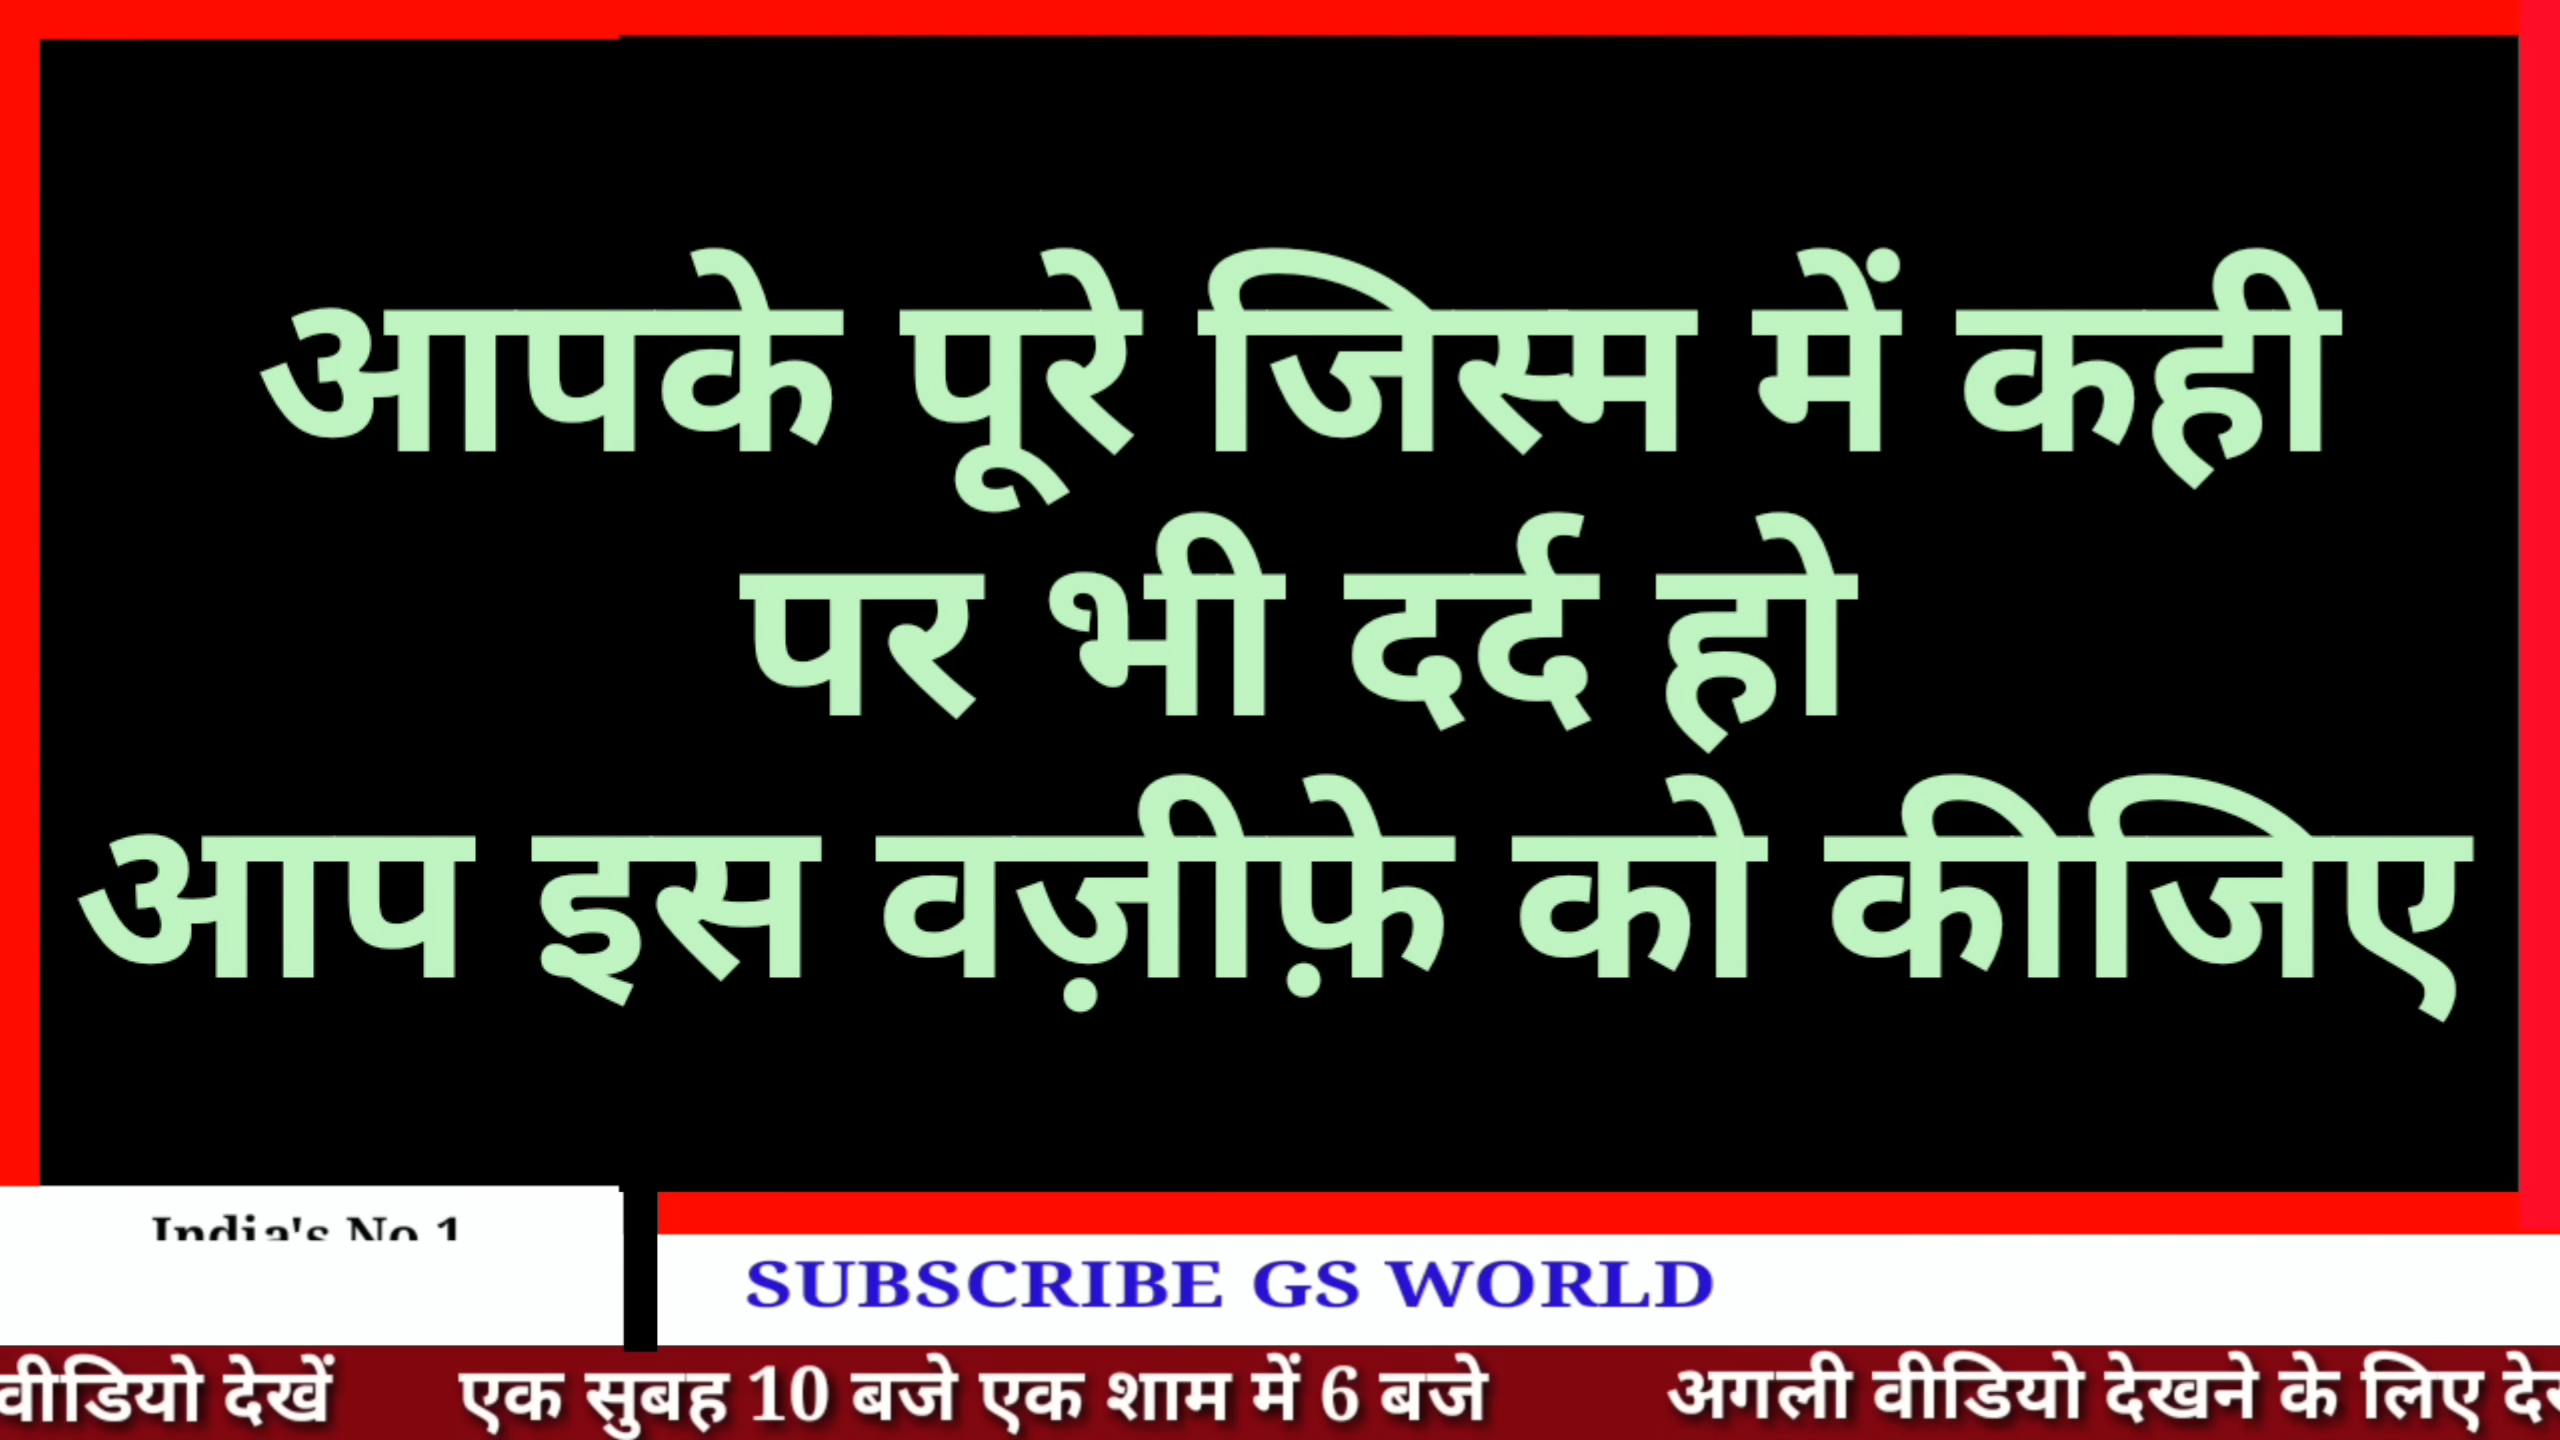 आपके पूरे जिस्म में कही
पर भी दर्द हो
आप इस वज़ीफ़े को कीजिए
India's No 1
SUBSCRIBE GS WORLD
वीडियो देखें एक सुबह 10 बजे एक शाम में 6 बजे अगली वीडियो देखने के लिए